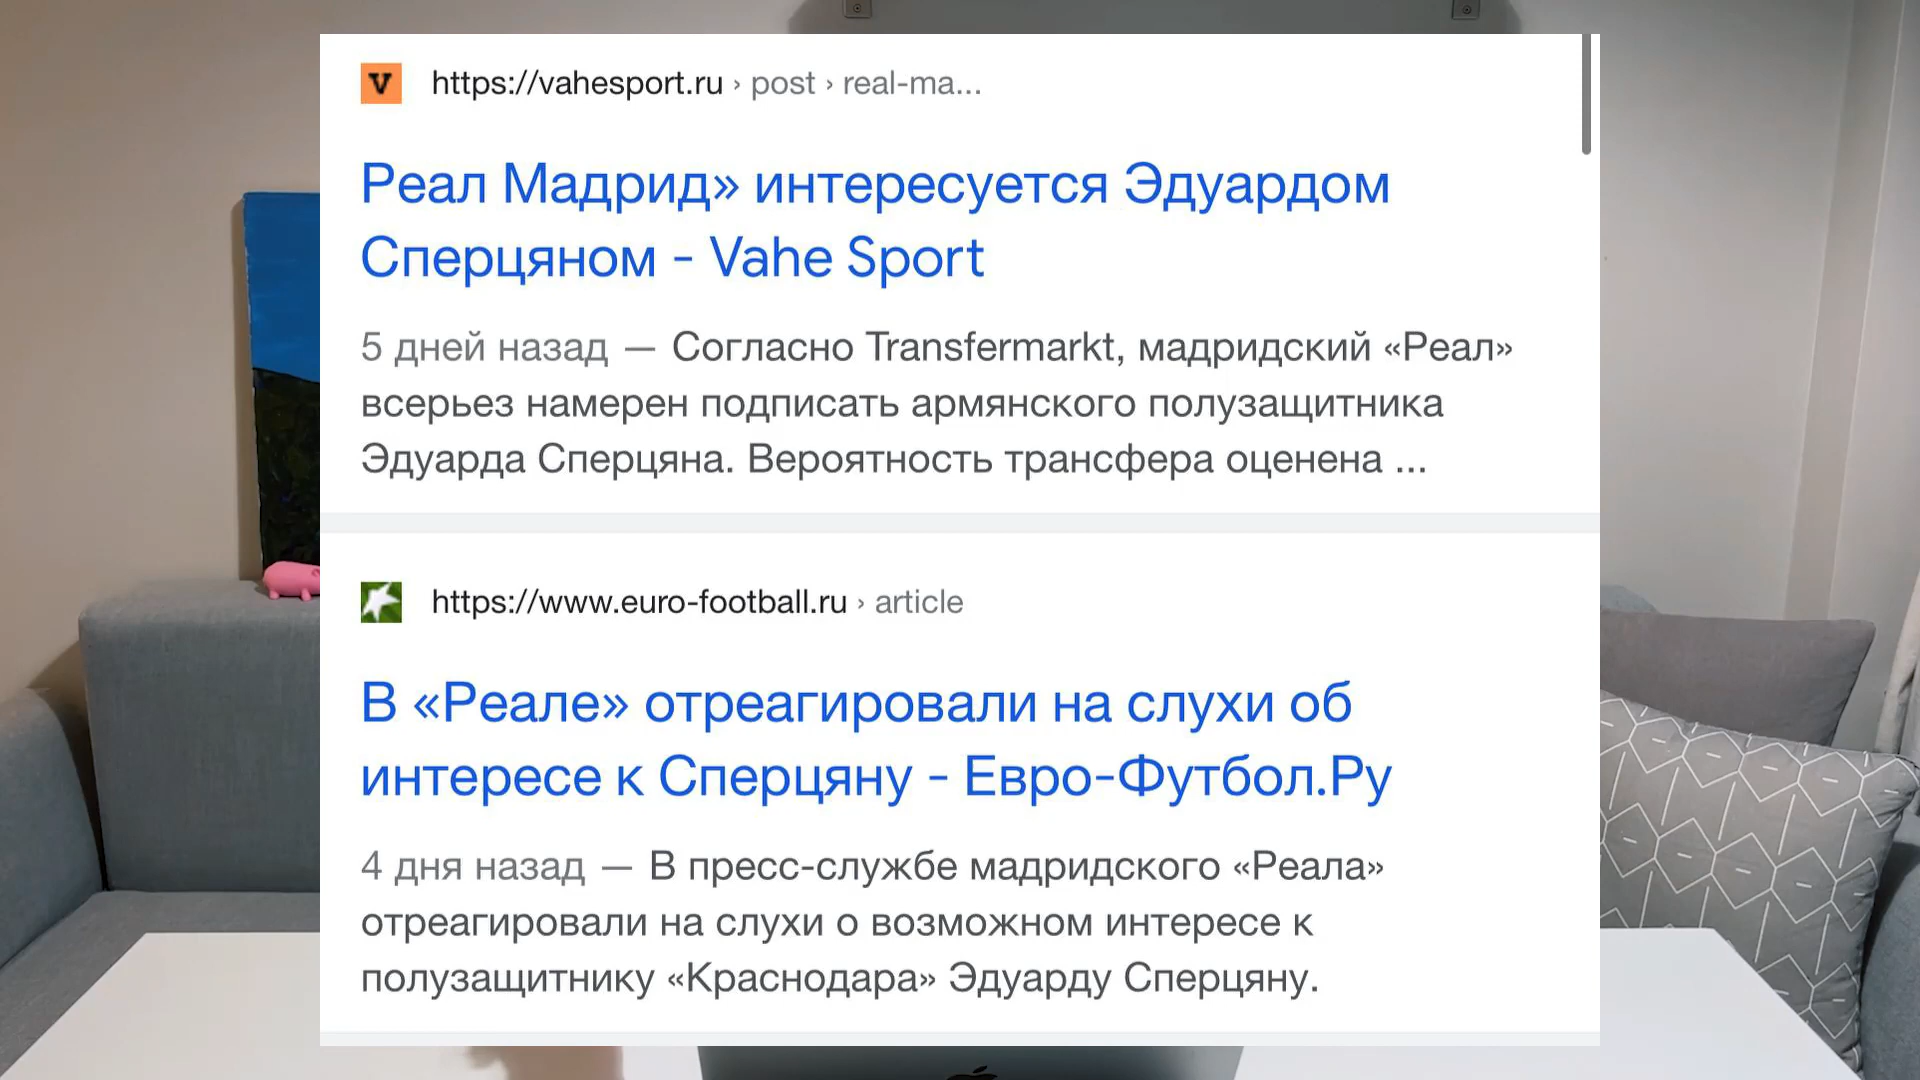 V https://vahesport.ru › post › real-ma...
Реал Мадрид» интересуется Эдуардом
Сперцяном - Vahe Sport
5 дней назад — Согласно Transfermarkt, мадридский «Реал»
всерьез намерен подписать армянского полузащитника
Эдуарда Сперцяна. Вероятность трансфера оценена ...
https://www.euro-football.ru › article
В «Реале» отреагировали на слухи об
интересе к Сперцяну - Евро-Футбол.Ру
4 дня назад — В пресс-службе мадридского «Реала»
отреагировали на слухи о возможном интересе к
полузащитнику «Краснодара» Эдуарду Сперцяну.